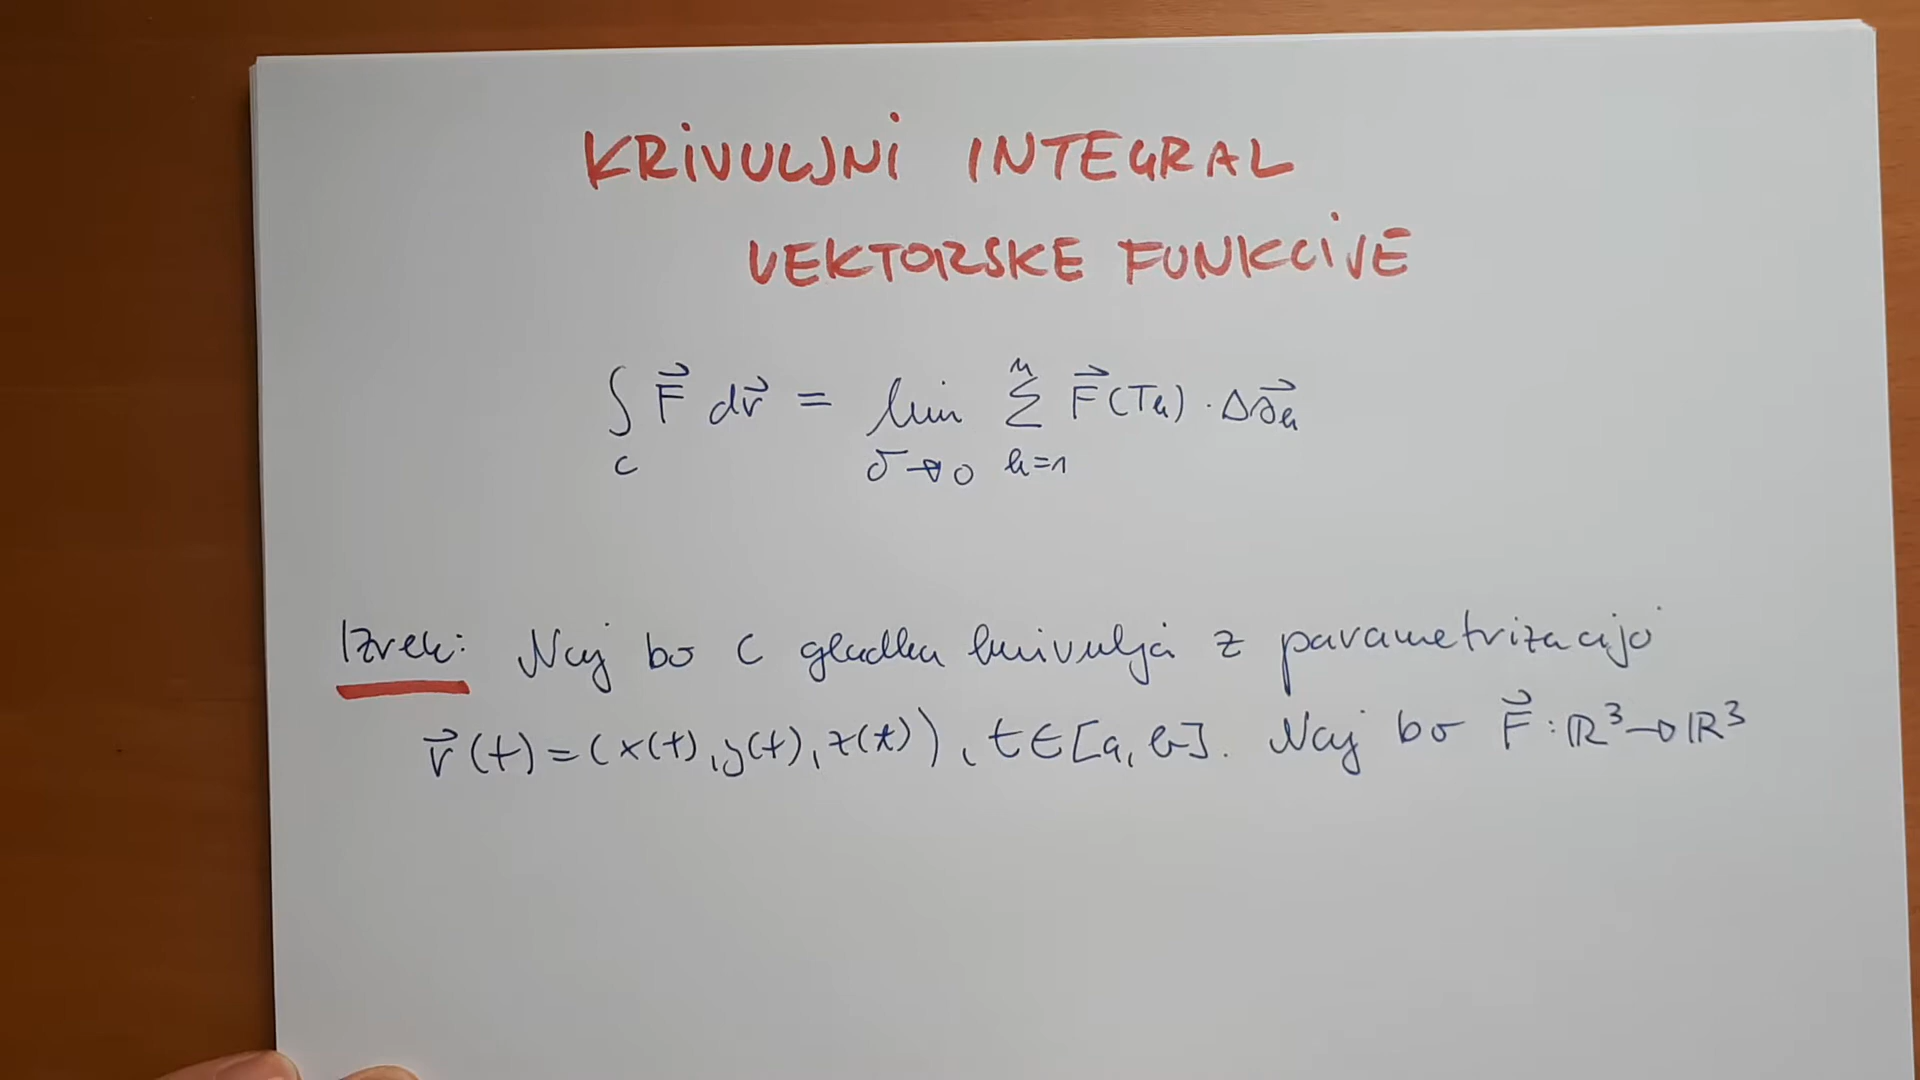 KRIVULJNI INTEGRAL
VEKTORSKE FUNKCIJE
∫_C F⃗ dr⃗ = lim_{δ→0} ∑_{k=1}^{n} F⃗(T_k) · Δs⃗_k
Izrek: Naj bo C gladka krivulja z parametrizacijo
r⃗(t) = (x(t), y(t), z(t)), t∈[a, b]. Naj bo F⃗: ℝ³→ℝ³